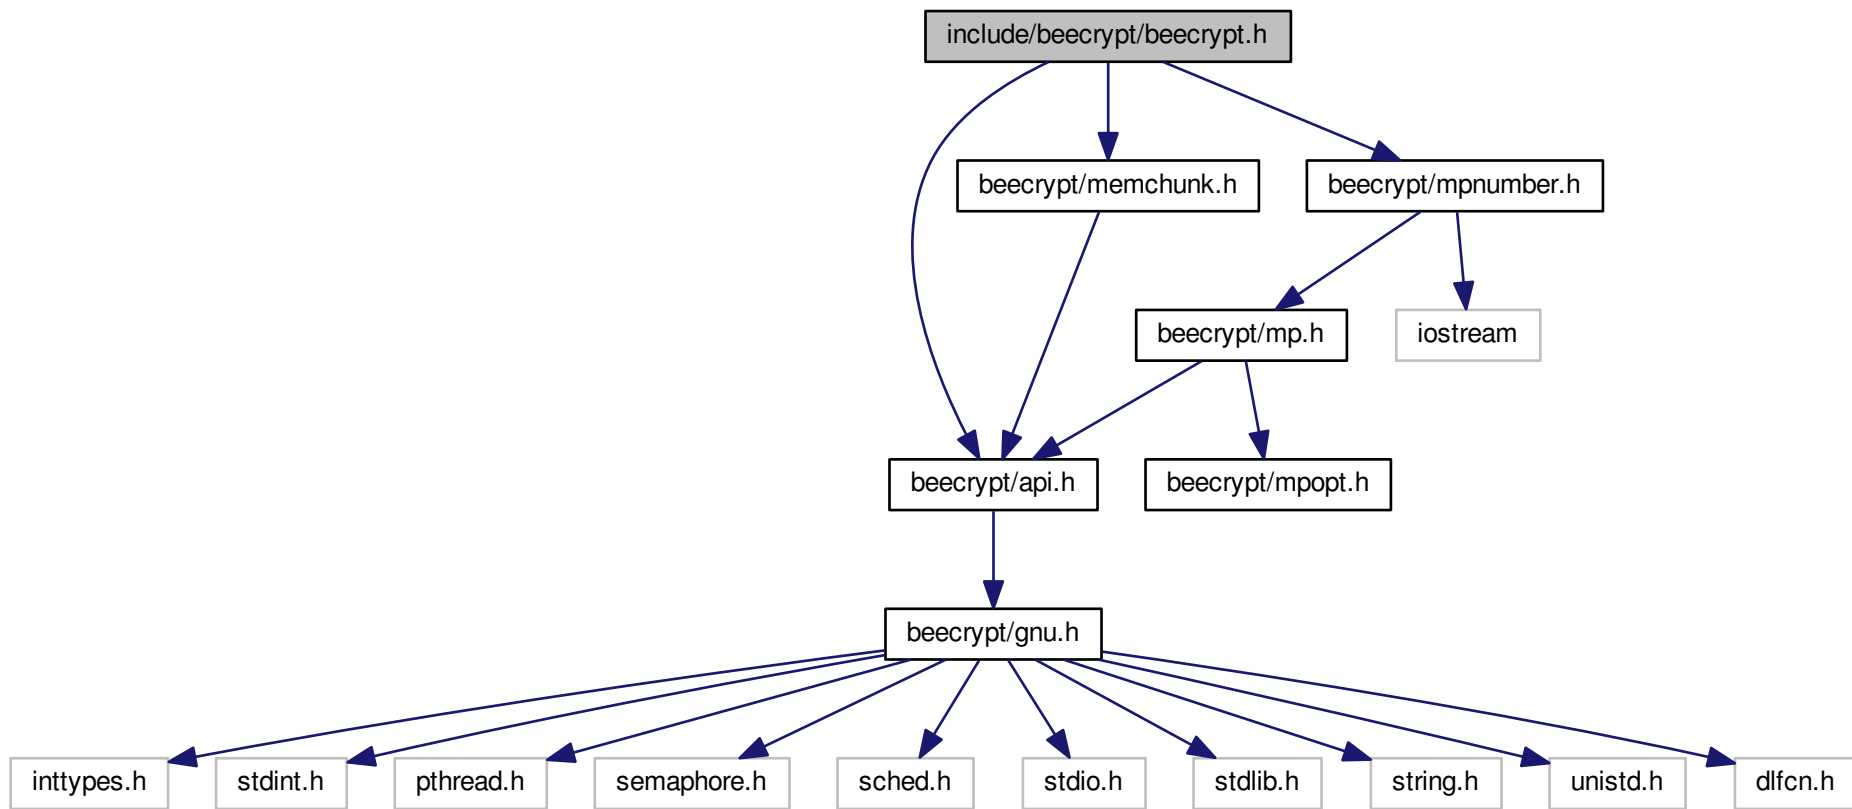 include/beecrypt/beecrypt.h
beecrypt/memchunk.h
beecrypt/mpnumber.h
beecrypt/mp.h
iostream
beecrypt/api.h
beecrypt/mpopt.h
beecrypt/gnu.h
inttypes.h
stdint.h
pthread.h
semaphore.h
sched.h
stdio.h
stdlib.h
string.h
unistd.h
dlfcn.h